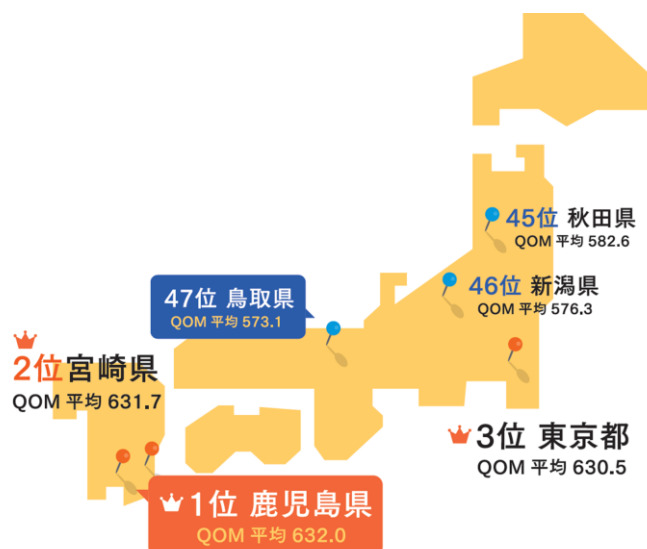 45位 秋田県
QOM 平均 582.6
46位 新潟県
QOM 平均 576.3
47位 鳥取県
QOM 平均 573.1
2位宮崎県
QOM 平均 631.7
3位 東京都
QOM 平均 630.5
1位 鹿児島県
QOM 平均 632.0